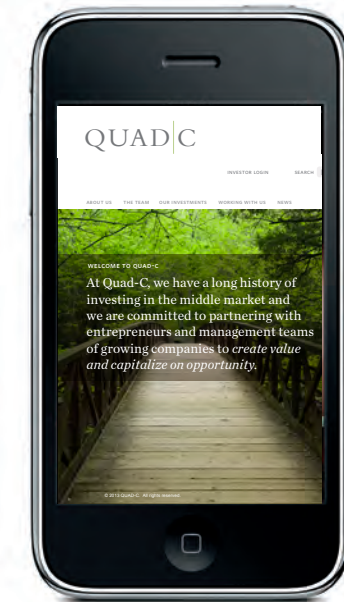 QUAD|C
INVESTOR LOGIN SEARCH
ABOUT US THE TEAM OUR INVESTMENTS WORKING WITH US NEWS
WELCOME TO QUAD-C
At Quad-C, we have a long history of
investing in the middle market and
we are committed to partnering with
entrepreneurs and management teams
of growing companies to create value
and capitalize on opportunity.
© 2013 QUAD-C All rights reserved